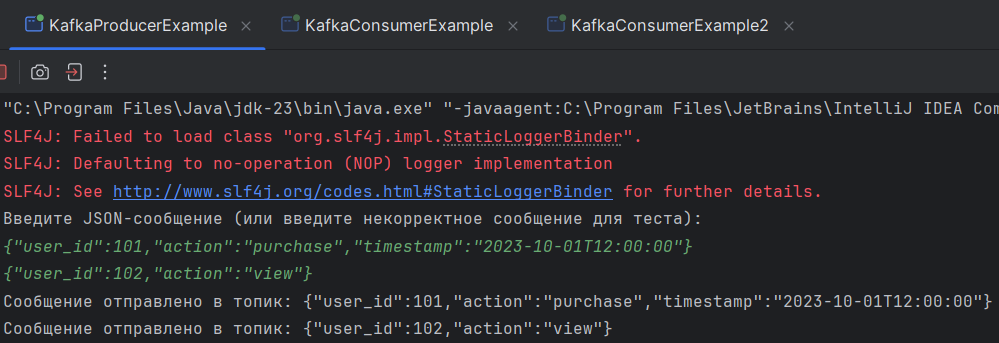 KafkaProducerExample KafkaConsumerExample KafkaConsumerExample2
"C:\Program Files\Java\jdk-23\bin\java.exe" "-javaagent:C:\Program Files\JetBrains\IntelliJ IDEA Com
SLF4J: Failed to load class "org.slf4j.impl.StaticLoggerBinder".
SLF4J: Defaulting to no-operation (NOP) logger implementation
SLF4J: See http://www.slf4j.org/codes.html#StaticLoggerBinder for further details.
Введите JSON-сообщение (или введите некорректное сообщение для теста):
{"user_id":101,"action":"purchase","timestamp":"2023-10-01T12:00:00"}
{"user_id":102,"action":"view"}
Сообщение отправлено в топик: {"user_id":101,"action":"purchase","timestamp":"2023-10-01T12:00:00"}
Сообщение отправлено в топик: {"user_id":102,"action":"view"}